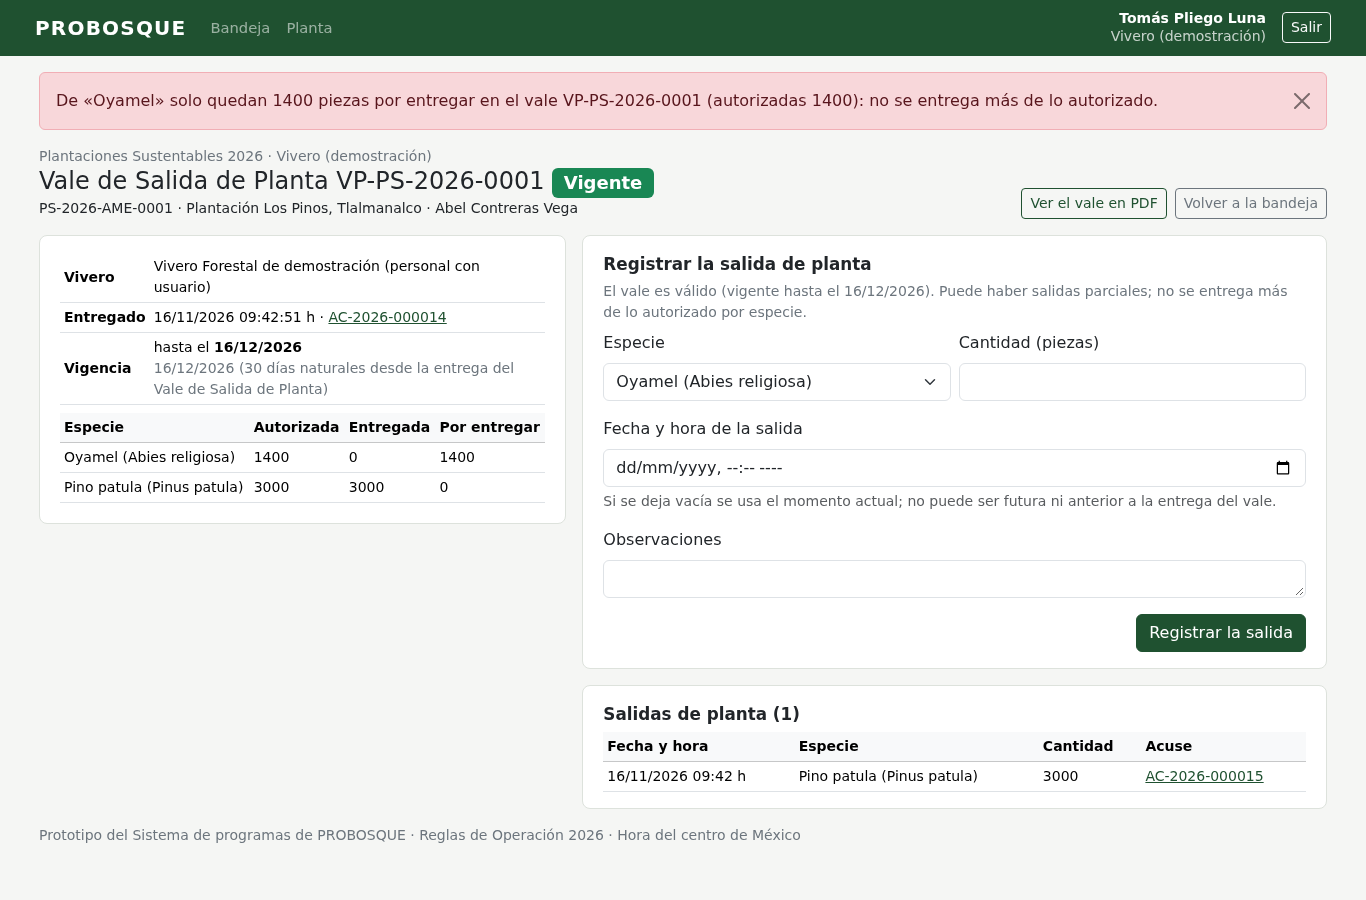 PROBOSQUE
Bandeja
Planta
Tomás Pliego Luna
Vivero (demostración)
Salir
De «Oyamel» solo quedan 1400 piezas por entregar en el vale VP-PS-2026-0001 (autorizadas 1400): no se entrega más de lo autorizado.
Plantaciones Sustentables 2026 · Vivero (demostración)
Vale de Salida de Planta VP-PS-2026-0001 Vigente
PS-2026-AME-0001 · Plantación Los Pinos, Tlalmanalco · Abel Contreras Vega
Ver el vale en PDF
Volver a la bandeja
Vivero Vivero Forestal de demostración (personal con
usuario)
Entregado 16/11/2026 09:42:51 h · AC-2026-000014
Vigencia hasta el 16/12/2026
16/12/2026 (30 días naturales desde la entrega del
Vale de Salida de Planta)
Especie Autorizada Entregada Por entregar
Oyamel (Abies religiosa) 1400 0 1400
Pino patula (Pinus patula) 3000 3000 0
Registrar la salida de planta
El vale es válido (vigente hasta el 16/12/2026). Puede haber salidas parciales; no se entrega más
de lo autorizado por especie.
Especie Cantidad (piezas)
Oyamel (Abies religiosa)
Fecha y hora de la salida
dd/mm/yyyy, --:-- ----
Si se deja vacía se usa el momento actual; no puede ser futura ni anterior a la entrega del vale.
Observaciones
Registrar la salida
Salidas de planta (1)
Fecha y hora Especie Cantidad Acuse
16/11/2026 09:42 h Pino patula (Pinus patula) 3000 AC-2026-000015
Prototipo del Sistema de programas de PROBOSQUE · Reglas de Operación 2026 · Hora del centro de México